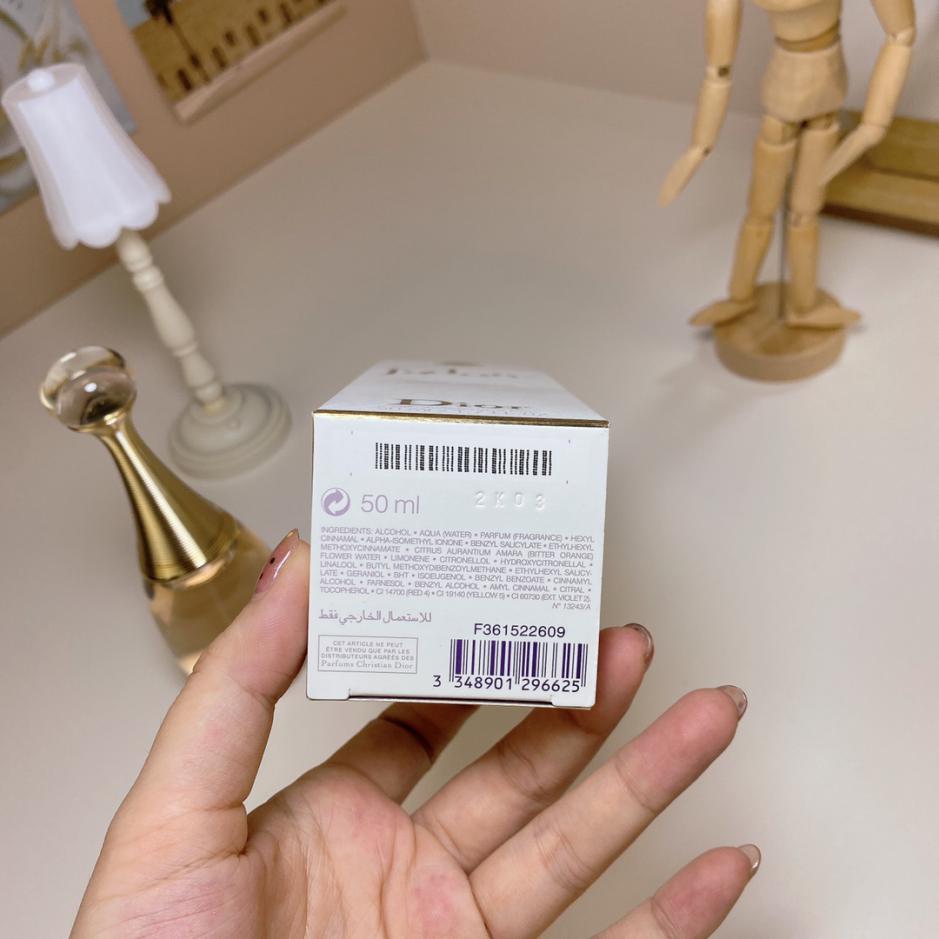 J'adore
Dior
50 ml
2K03
INGREDIENTS: ALCOHOL • AQUA (WATER) • PARFUM (FRAGRANCE) • HEXYL
CINNAMAL • ALPHA-ISOMETHYL IONONE • BENZYL SALICYLATE • ETHYLHEXYL
METHOXYCINNAMATE • CITRUS AURANTIUM AMARA (BITTER ORANGE)
FLOWER WATER • LIMONENE • CITRONELLOL • HYDROXYCITRONELLAL •
LINALOOL • BUTYL METHOXYDIBENZOYLMETHANE • ETHYLHEXYL SALICY-
LATE • GERANIOL • BHT • ISOEUGENOL • BENZYL BENZOATE • CINNAMYL
ALCOHOL • FARNESOL • BENZYL ALCOHOL • AMYL CINNAMAL • CITRAL •
TOCOPHEROL • CI 14700 (RED 4) • CI 19140 (YELLOW 5) • CI 60730 (EXT. VIOLET 2).
N° 13243/A
للاستعمال الخارجي فقط
F361522609
CET ARTICLE NE PEUT
ÊTRE VENDU QUE PAR LES
DISTRIBUTEURS AGRÉÉS DES
Parfums Christian Dior
3 348901 296625